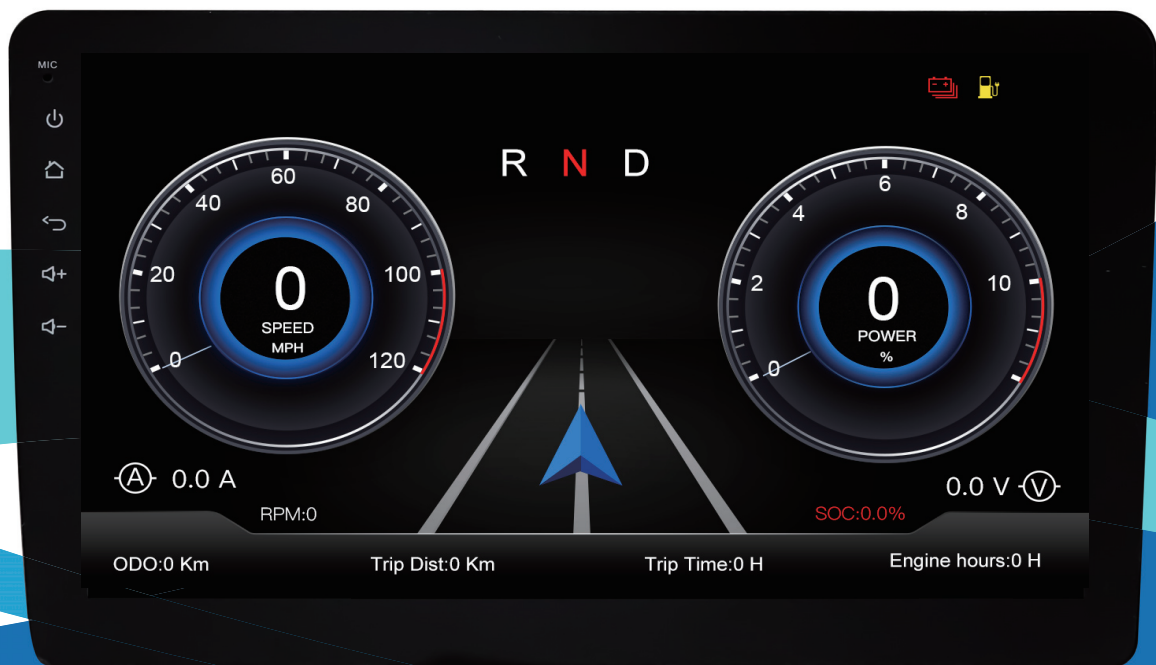 MIC
R N D
60
40
80
20
100
0
120
0
SPEED
MPH
6
4
8
2
10
0
0
POWER
%
A 0.0 A
0.0 V V
RPM:0
SOC:0.0%
ODO:0 Km
Trip Dist:0 Km
Trip Time:0 H
Engine hours:0 H